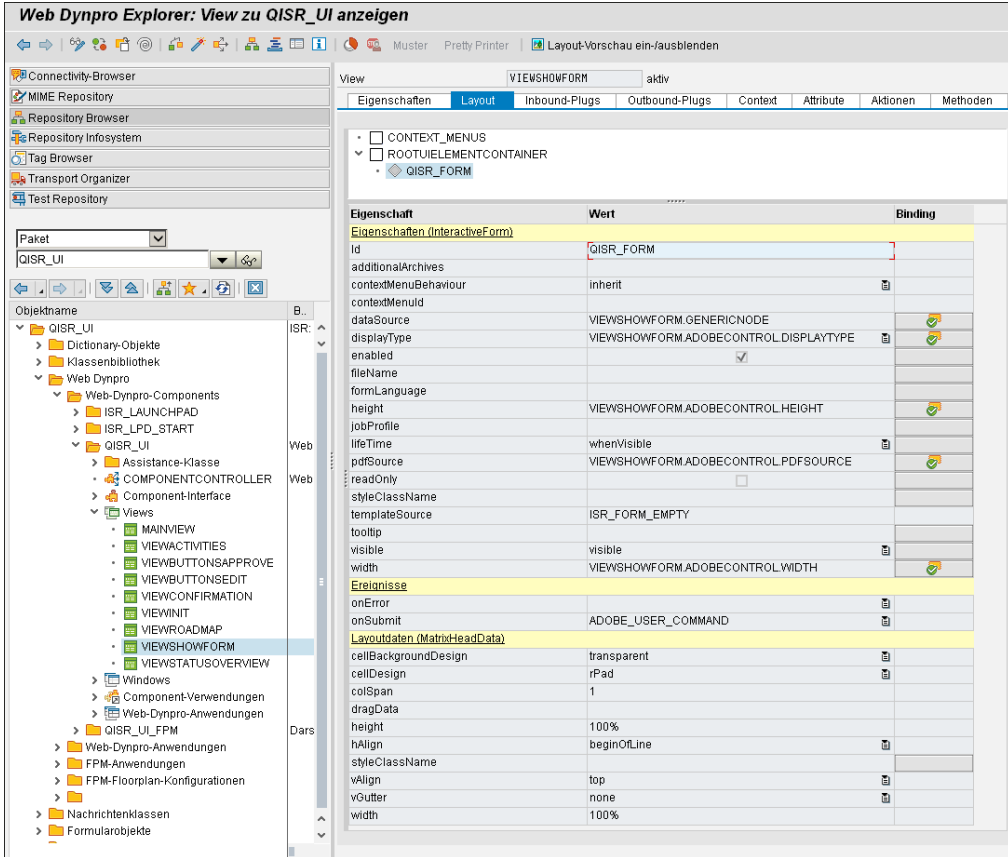 Web Dynpro Explorer: View zu QISR_UI anzeigen
Muster Pretty Printer Layout-Vorschau ein-/ausblenden
Connectivity-Browser
MIME Repository
Repository Browser
Repository Infosystem
Tag Browser
Transport Organizer
Test Repository
Paket
QISR_UI
Objektname B..
QISR_UI ISR:
Dictionary-Objekte
Klassenbibliothek
Web Dynpro
Web-Dynpro-Components
ISR_LAUNCHPAD
ISR_LPD_START
QISR_UI Web
Assistance-Klasse
COMPONENTCONTROLLER Web
Component-Interface
Views
MAINVIEW
VIEWACTIVITIES
VIEWBUTTONSAPPROVE
VIEWBUTTONSEDIT
VIEWCONFIRMATION
VIEWINIT
VIEWROADMAP
VIEWSHOWFORM
VIEWSTATUSOVERVIEW
Windows
Component-Verwendungen
Web-Dynpro-Anwendungen
QISR_UI_FPM Dars
Web-Dynpro-Anwendungen
FPM-Anwendungen
FPM-Floorplan-Konfigurationen
Nachrichtenklassen
Formularobjekte
View VIEWSHOWFORM aktiv
Eigenschaften Layout Inbound-Plugs Outbound-Plugs Context Attribute Aktionen Methoden
CONTEXT_MENUS
ROOTUIELEMENTCONTAINER
QISR_FORM
Eigenschaft Wert Binding
Eigenschaften (InteractiveForm)
Id QISR_FORM
additionalArchives
contextMenuBehaviour inherit
contextMenuId
dataSource VIEWSHOWFORM.GENERICNODE
displayType VIEWSHOWFORM.ADOBECONTROL.DISPLAYTYPE
enabled
fileName
formLanguage
height VIEWSHOWFORM.ADOBECONTROL.HEIGHT
jobProfile
lifeTime whenVisible
pdfSource VIEWSHOWFORM.ADOBECONTROL.PDFSOURCE
readOnly
styleClassName
templateSource ISR_FORM_EMPTY
tooltip
visible visible
width VIEWSHOWFORM.ADOBECONTROL.WIDTH
Ereignisse
onError
onSubmit ADOBE_USER_COMMAND
Layoutdaten (MatrixHeadData)
cellBackgroundDesign transparent
cellDesign rPad
colSpan 1
dragData
height 100%
hAlign beginOfLine
styleClassName
vAlign top
vGutter none
width 100%